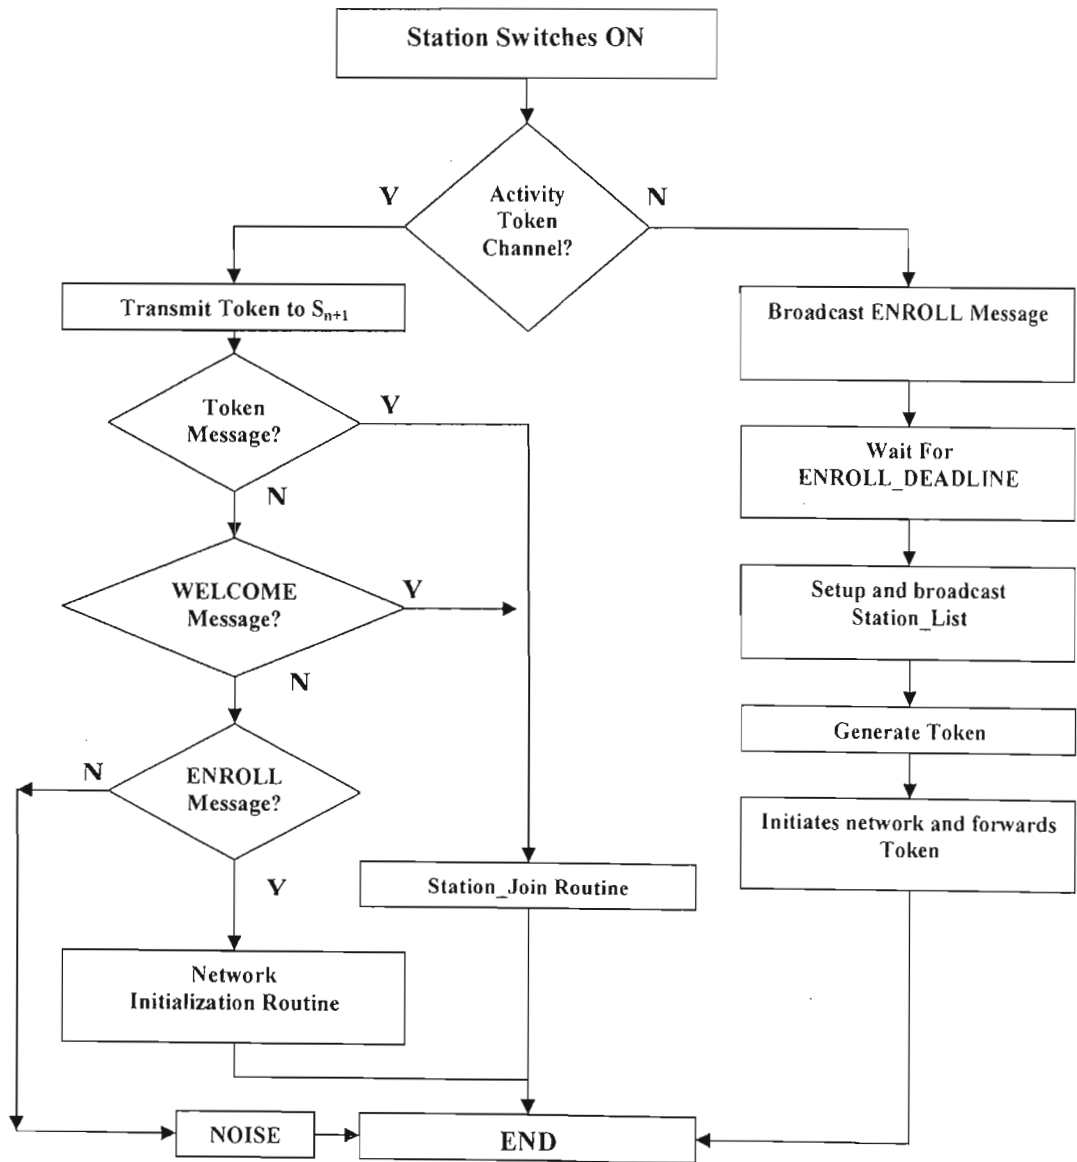 Station Switches ON
Y
Activity
Token
Channel?
N
Transmit Token to Sn+1
Broadcast ENROLL Message
Token
Message?
Y
N
Wait For
ENROLL_DEADLINE
WELCOME
Message?
Y
N
Setup and broadcast
Station_List
Generate Token
N
ENROLL
Message?
Y
Initiates network and forwards
Token
Station_Join Routine
Network
Initialization Routine
NOISE
END